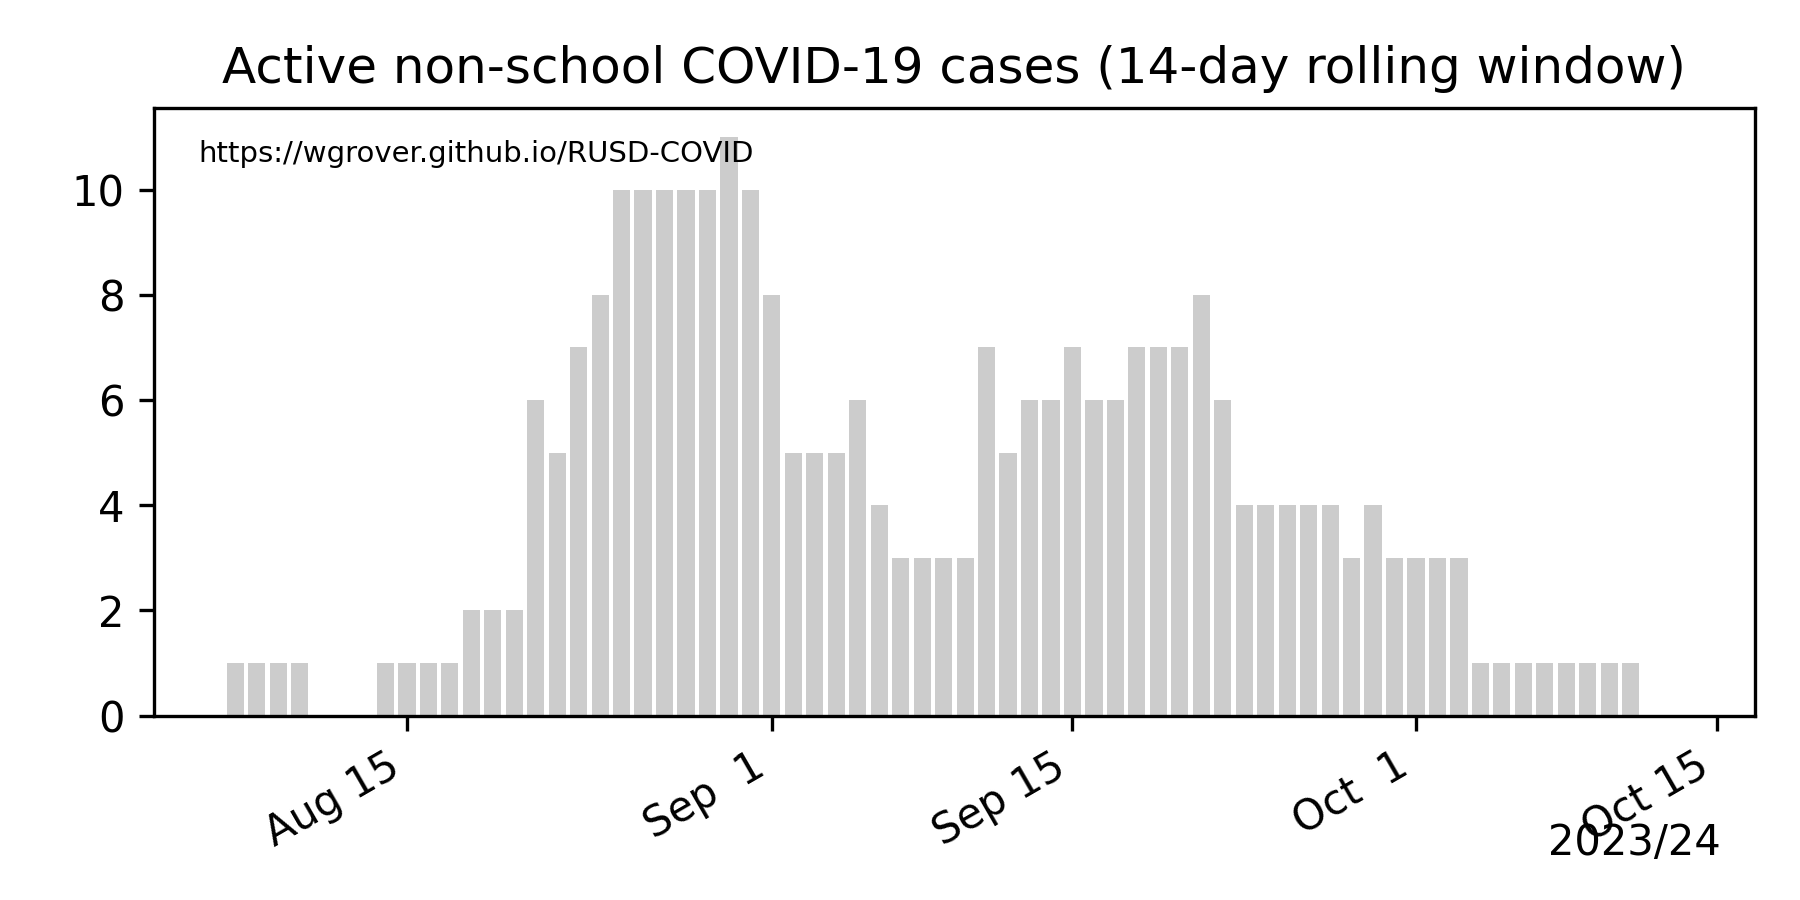 Active non-school COVID-19 cases (14-day rolling window)
https://wgrover.github.io/RUSD-COVID
10
8
6
4
2
0
Aug 15
Sep 1
Sep 15
Oct 1
Oct 15
2023/24